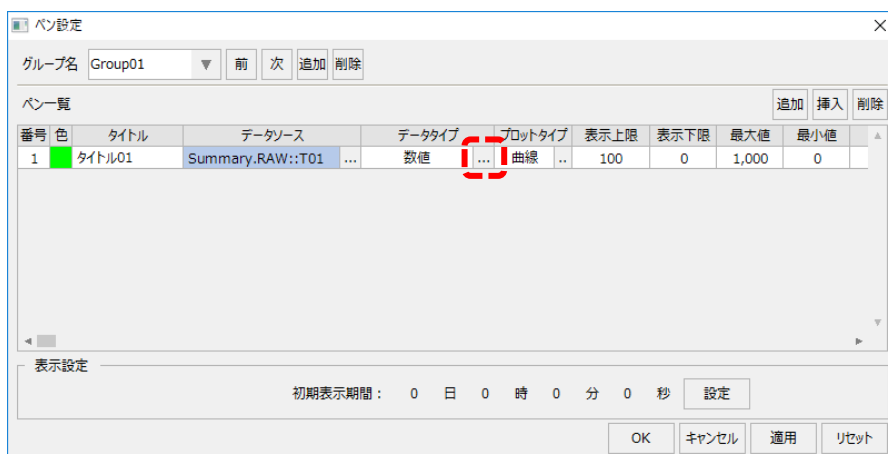 ペン設定
グループ名 Group01 前 次 追加 削除
ペン一覧 追加 挿入 削除
番号 色 タイトル データソース データタイプ プロットタイプ 表示上限 表示下限 最大値 最小値
1 タイトル01 Summary.RAW::T01 ... 数値 ... 曲線 .. 100 0 1,000 0
表示設定
初期表示期間： 0 日 0 時 0 分 0 秒 設定
OK キャンセル 適用 リセット